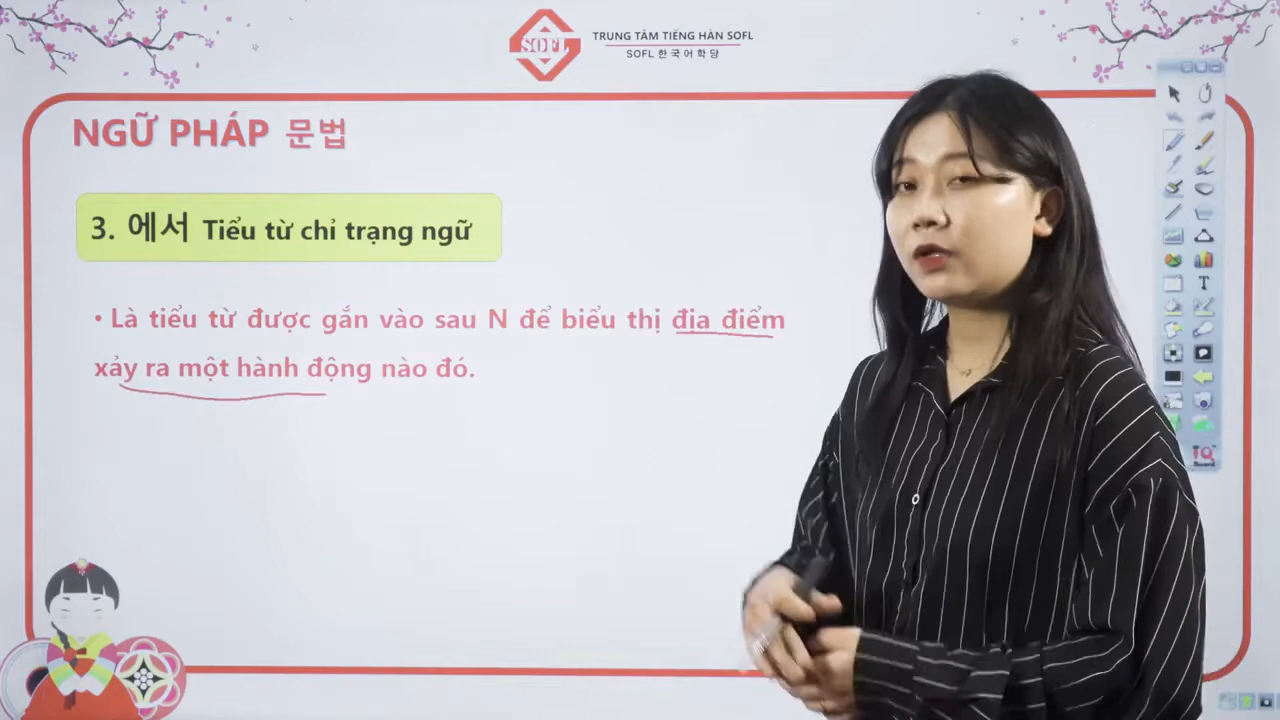 SOFL
TRUNG TÂM TIẾNG HÀN SOFL
SOFL 한국어학당
NGỮ PHÁP 문법
3. 에서 Tiểu từ chỉ trạng ngữ
• Là tiểu từ được gắn vào sau N để biểu thị địa điểm
xảy ra một hành động nào đó.
IQ
Board